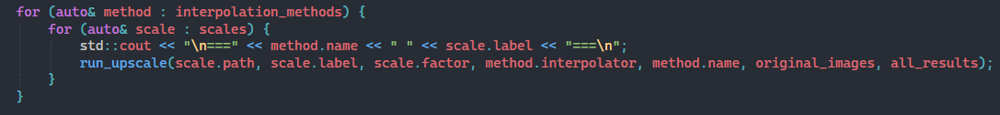 for (auto& method : interpolation_methods) {
    for (auto& scale : scales) {
        std::cout << "\n===" << method.name << " " << scale.label << "===\n";
        run_upscale(scale.path, scale.label, scale.factor, method.interpolator, method.name, original_images, all_results);
    }
}